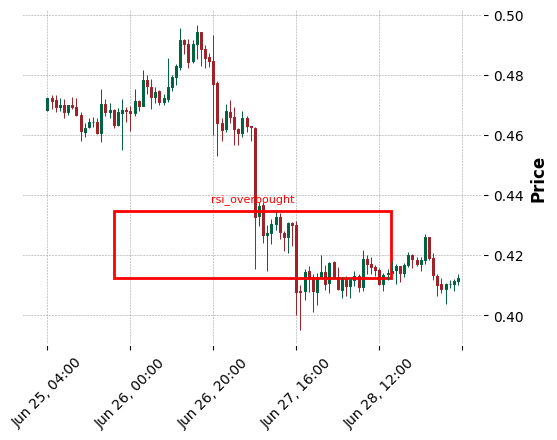 0.50
0.48
0.46
0.44
0.42
0.40
Price
rsi_overbought
Jun 25, 04:00
Jun 26, 00:00
Jun 26, 20:00
Jun 27, 16:00
Jun 28, 12:00